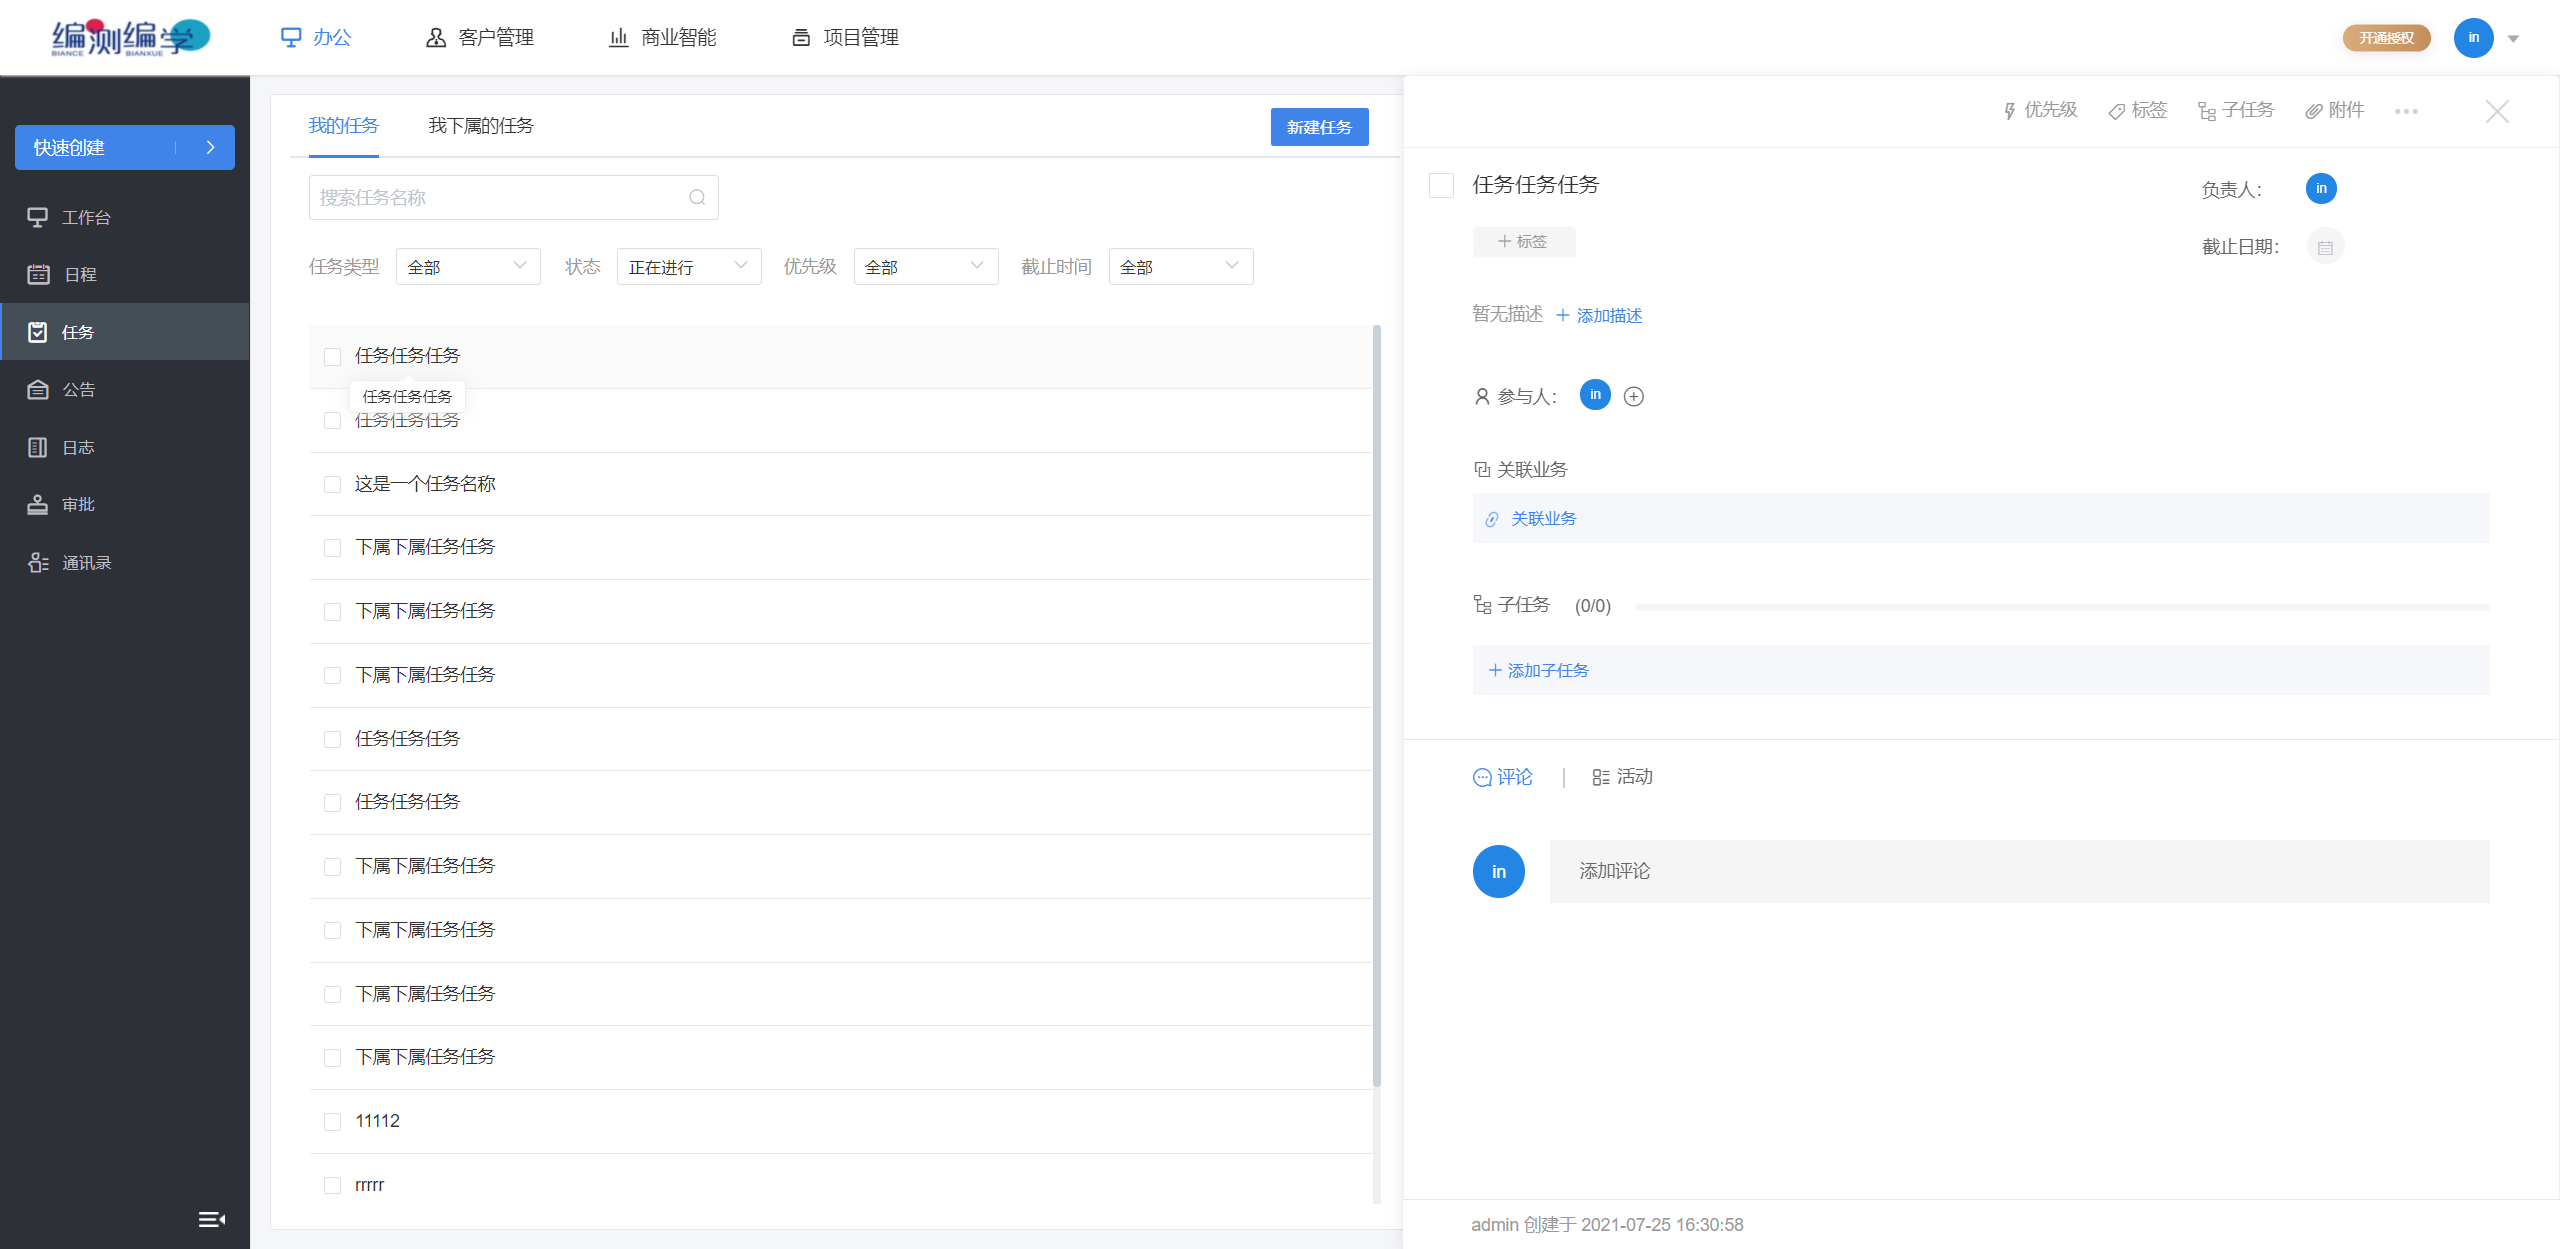 编测编学
BIANCE BIANXUE
办公
客户管理
商业智能
项目管理
开通授权
in
快速创建
工作台
日程
任务
公告
日志
审批
通讯录
我的任务
我下属的任务
新建任务
搜索任务名称
任务类型 全部
状态 正在进行
优先级 全部
截止时间 全部
任务任务任务
任务任务任务
任务任务任务
这是一个任务名称
下属下属任务任务
下属下属任务任务
下属下属任务任务
任务任务任务
任务任务任务
下属下属任务任务
下属下属任务任务
下属下属任务任务
下属下属任务任务
11112
rrrrr
优先级
标签
子任务
附件
任务任务任务
负责人：
in
+ 标签
截止日期：
暂无描述 + 添加描述
参与人：
in
关联业务
关联业务
子任务 (0/0)
+ 添加子任务
评论
活动
in
添加评论
admin 创建于 2021-07-25 16:30:58